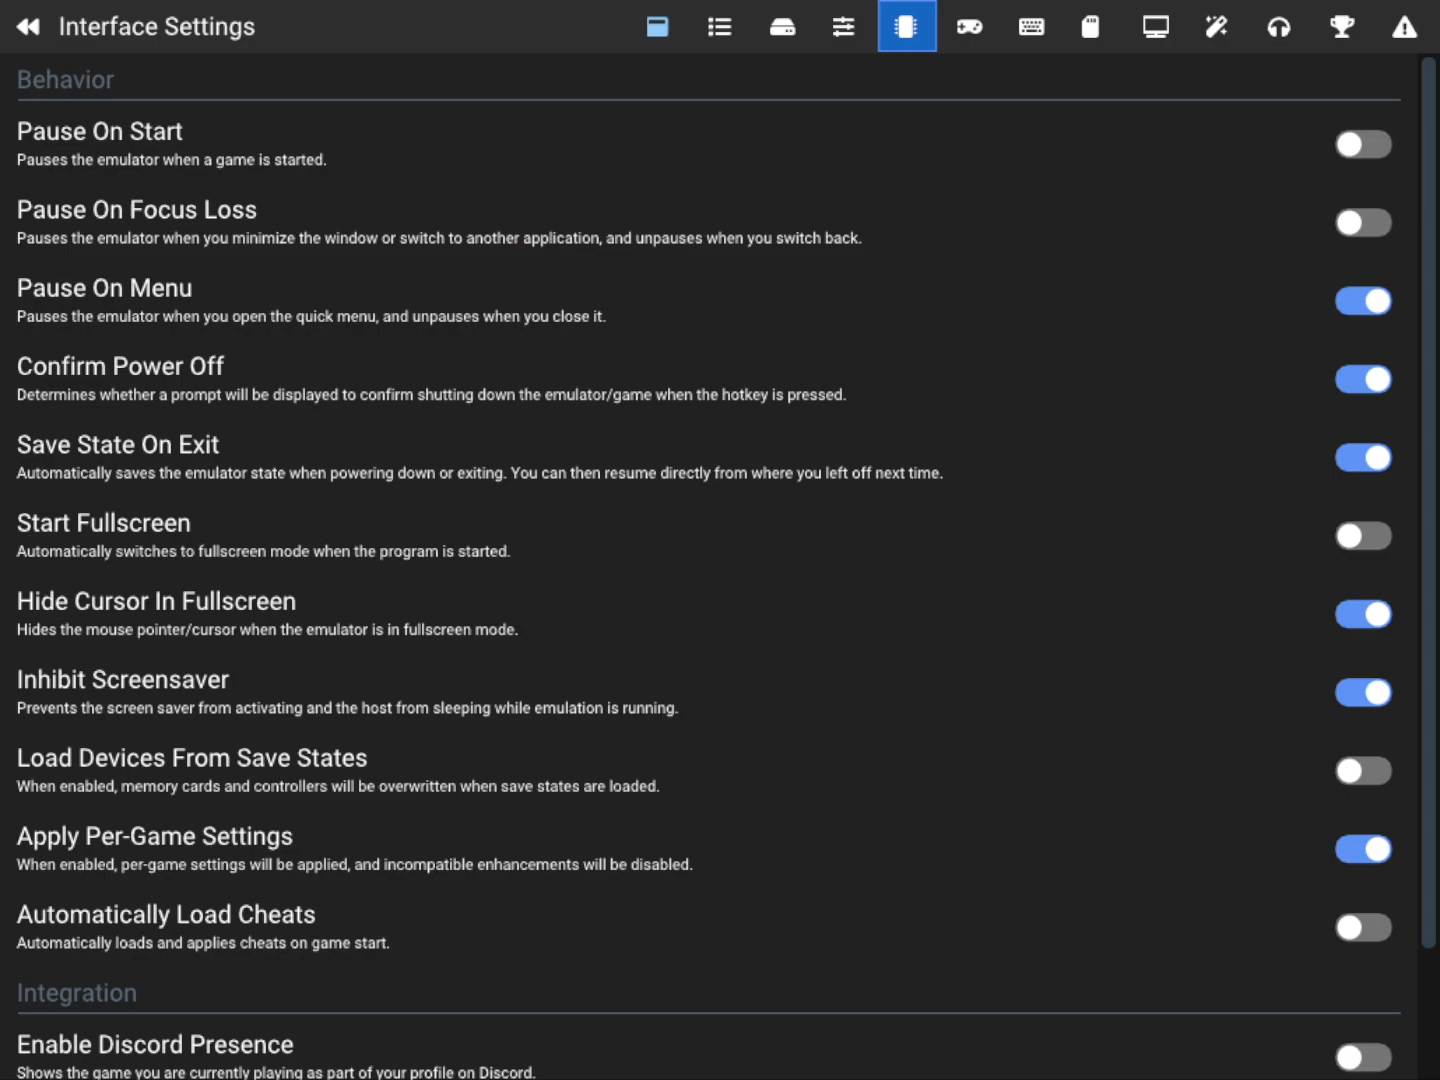 Interface Settings
Behavior
Pause On Start
Pauses the emulator when a game is started.
Pause On Focus Loss
Pauses the emulator when you minimize the window or switch to another application, and unpauses when you switch back.
Pause On Menu
Pauses the emulator when you open the quick menu, and unpauses when you close it.
Confirm Power Off
Determines whether a prompt will be displayed to confirm shutting down the emulator/game when the hotkey is pressed.
Save State On Exit
Automatically saves the emulator state when powering down or exiting. You can then resume directly from where you left off next time.
Start Fullscreen
Automatically switches to fullscreen mode when the program is started.
Hide Cursor In Fullscreen
Hides the mouse pointer/cursor when the emulator is in fullscreen mode.
Inhibit Screensaver
Prevents the screen saver from activating and the host from sleeping while emulation is running.
Load Devices From Save States
When enabled, memory cards and controllers will be overwritten when save states are loaded.
Apply Per-Game Settings
When enabled, per-game settings will be applied, and incompatible enhancements will be disabled.
Automatically Load Cheats
Automatically loads and applies cheats on game start.
Integration
Enable Discord Presence
Shows the game you are currently playing as part of your profile on Discord.